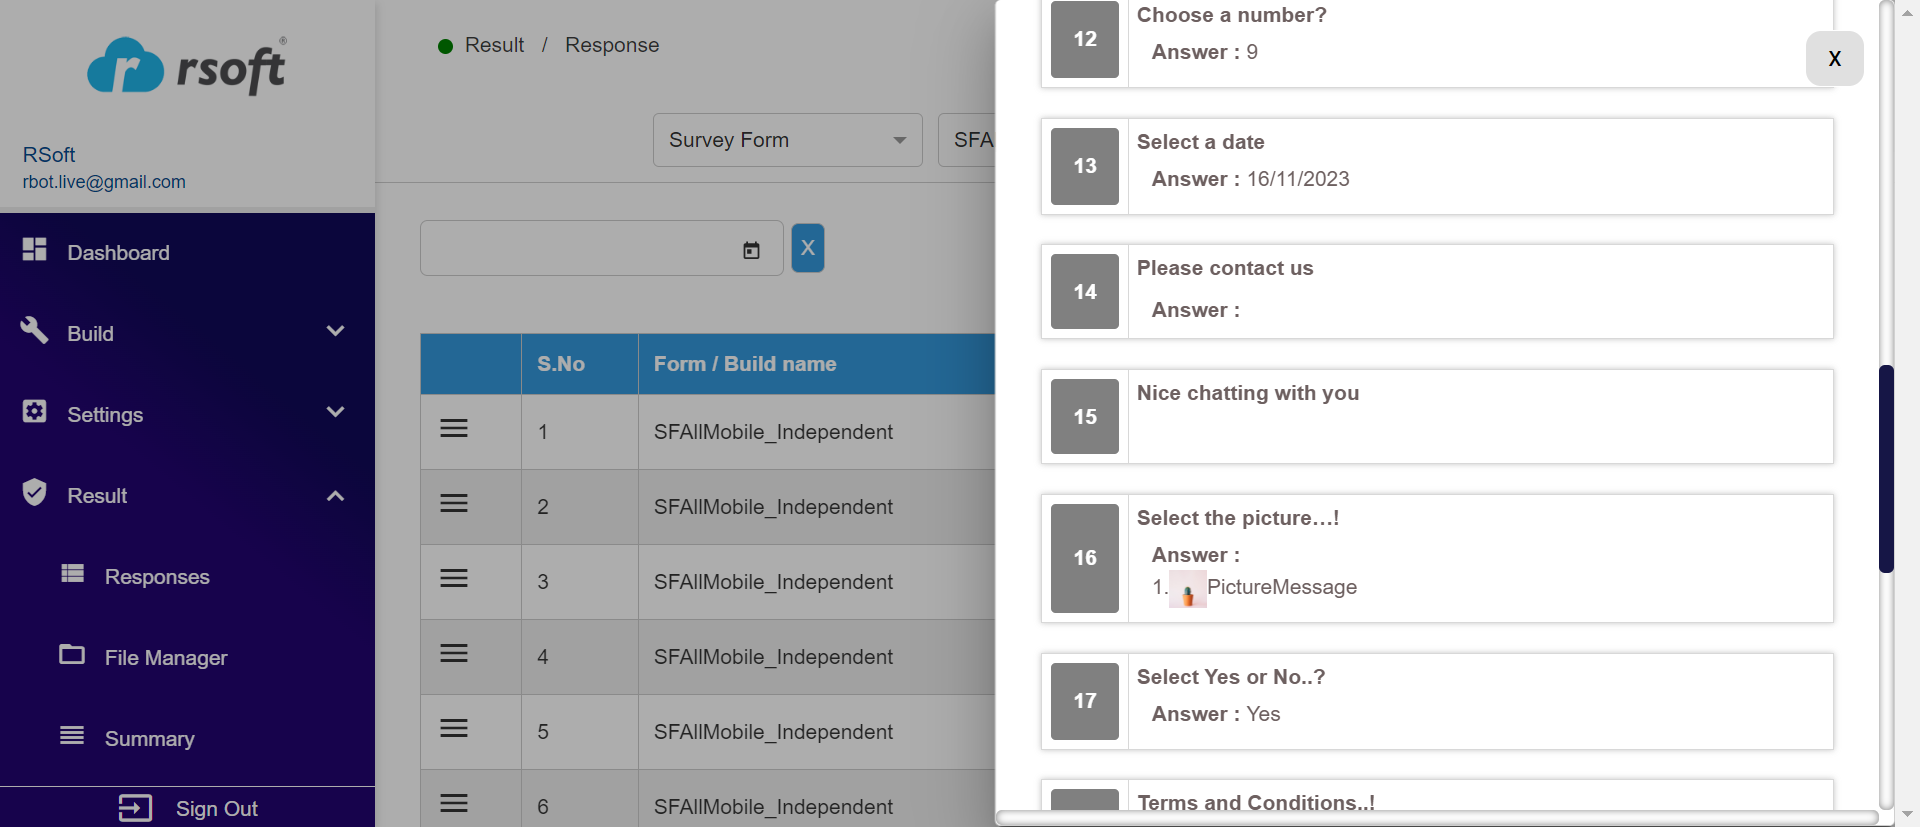 rsoft®
RSoft
rbot.live@gmail.com
Dashboard
Build
Settings
Result
Responses
File Manager
Summary
Sign Out
Result / Response
Survey Form
SFA
X
S.No Form / Build name
1 SFAllMobile_Independent
2 SFAllMobile_Independent
3 SFAllMobile_Independent
4 SFAllMobile_Independent
5 SFAllMobile_Independent
6 SFAllMobile_Independent
X
12 Choose a number?
Answer : 9
13 Select a date
Answer : 16/11/2023
14 Please contact us
Answer :
15 Nice chatting with you
16 Select the picture...!
Answer :
1. PictureMessage
17 Select Yes or No..?
Answer : Yes
Terms and Conditions..!